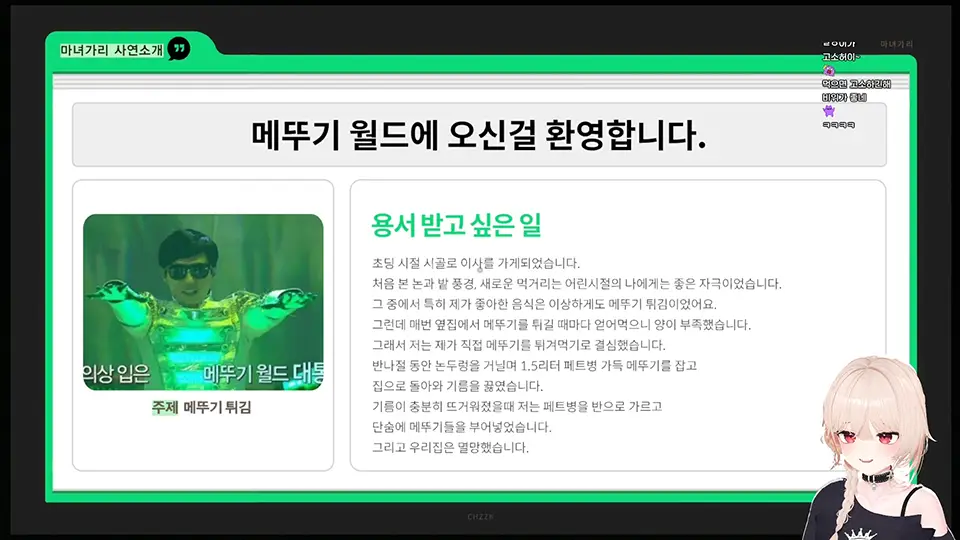 마녀가리 사연소개
마녀가리
고소허이~
먹으면 고소하긴해
비위가 좋네
ㅋㅋㅋㅋ
메뚜기 월드에 오신걸 환영합니다.
의상 입은 메뚜기 월드 대통
주제 메뚜기 튀김
용서 받고 싶은 일
초딩 시절 시골로 이사를 가게되었습니다.
처음 본 논과 밭 풍경, 새로운 먹거리는 어린시절의 나에게는 좋은 자극이었습니다.
그 중에서 특히 제가 좋아한 음식은 이상하게도 메뚜기 튀김이었어요.
그런데 매번 옆집에서 메뚜기를 튀길 때마다 얻어먹으니 양이 부족했습니다.
그래서 저는 제가 직접 메뚜기를 튀겨먹기로 결심했습니다.
반나절 동안 논두렁을 거닐며 1.5리터 페트병 가득 메뚜기를 잡고
집으로 돌아와 기름을 끓였습니다.
기름이 충분히 뜨거워졌을때 저는 페트병을 반으로 가르고
단숨에 메뚜기들을 부어넣었습니다.
그리고 우리집은 멸망했습니다.
CHZZK